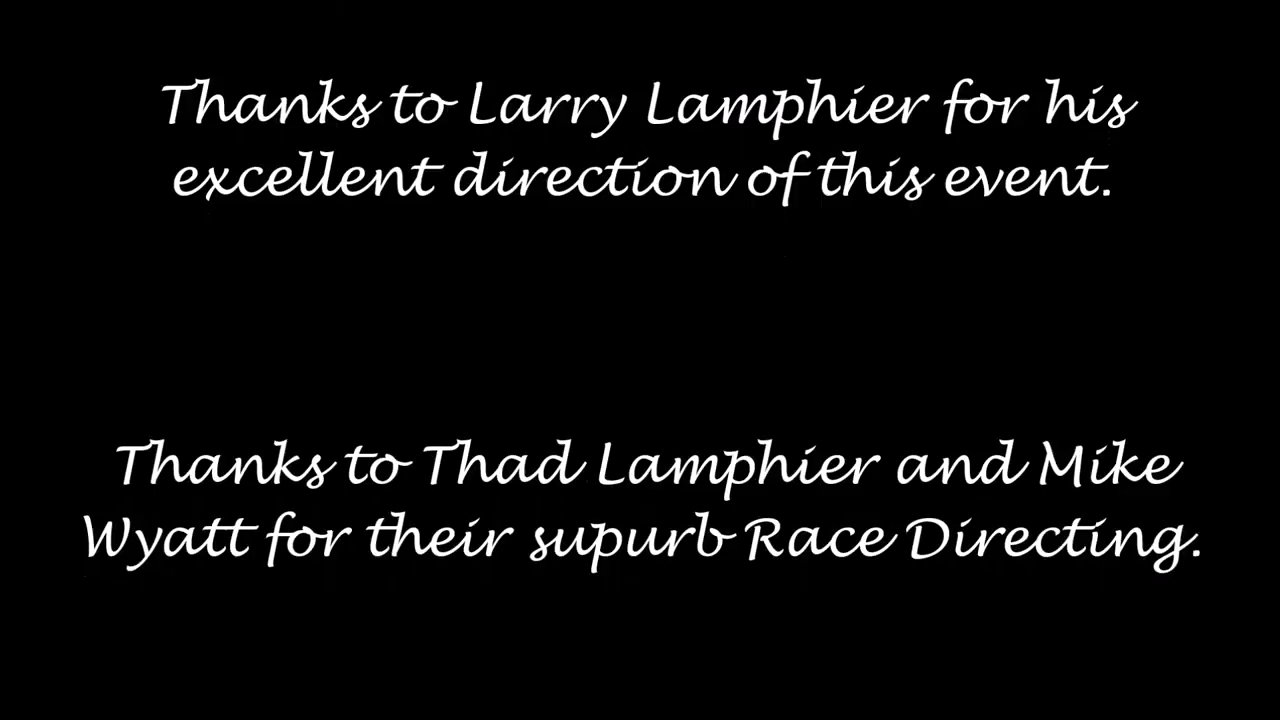 Thanks to Larry Lamphier for his
excellent direction of this event.
Thanks to Thad Lamphier and Mike
Wyatt for their supurb Race Directing.